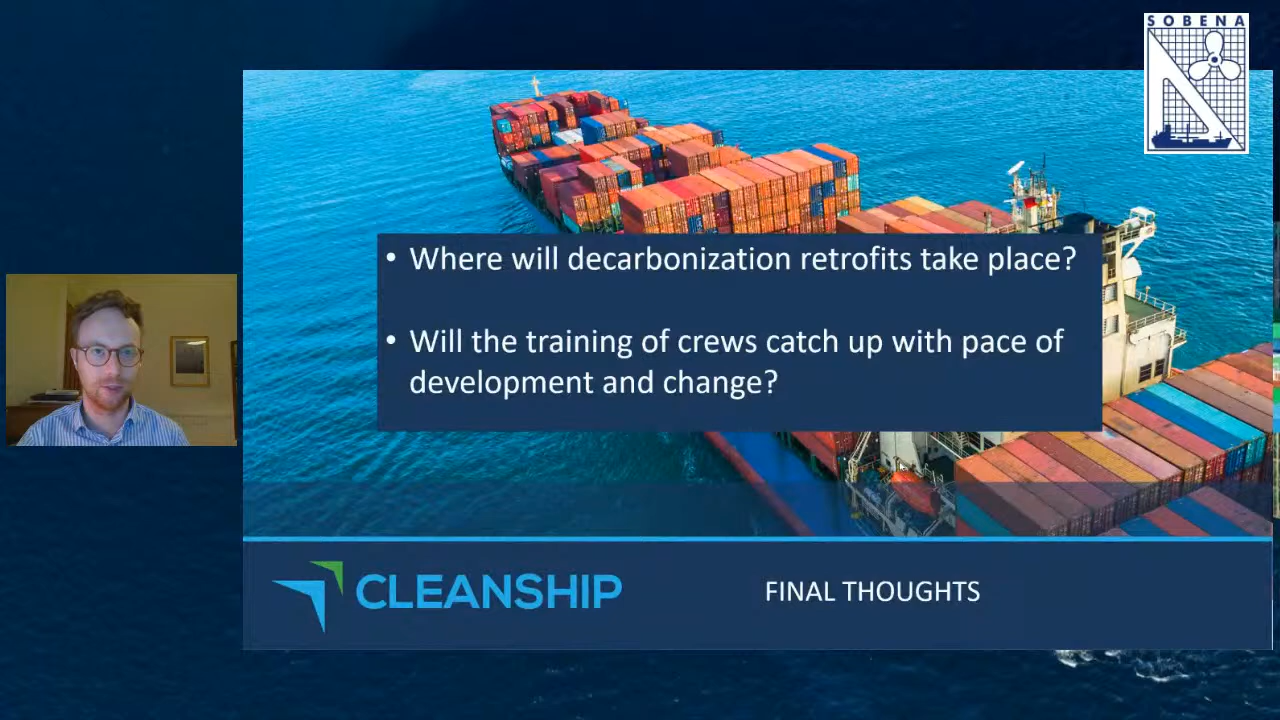 SOBENA
• Where will decarbonization retrofits take place?
• Will the training of crews catch up with pace of
development and change?
CLEANSHIP
FINAL THOUGHTS